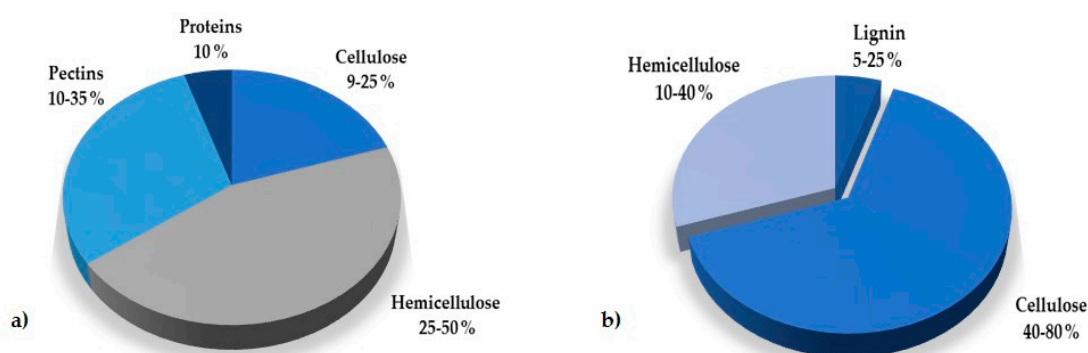 Proteins
10 %
Cellulose
9-25 %
Pectins
10-35 %
Hemicellulose
25-50 %
a)
Lignin
5-25 %
Hemicellulose
10-40 %
Cellulose
40-80 %
b)